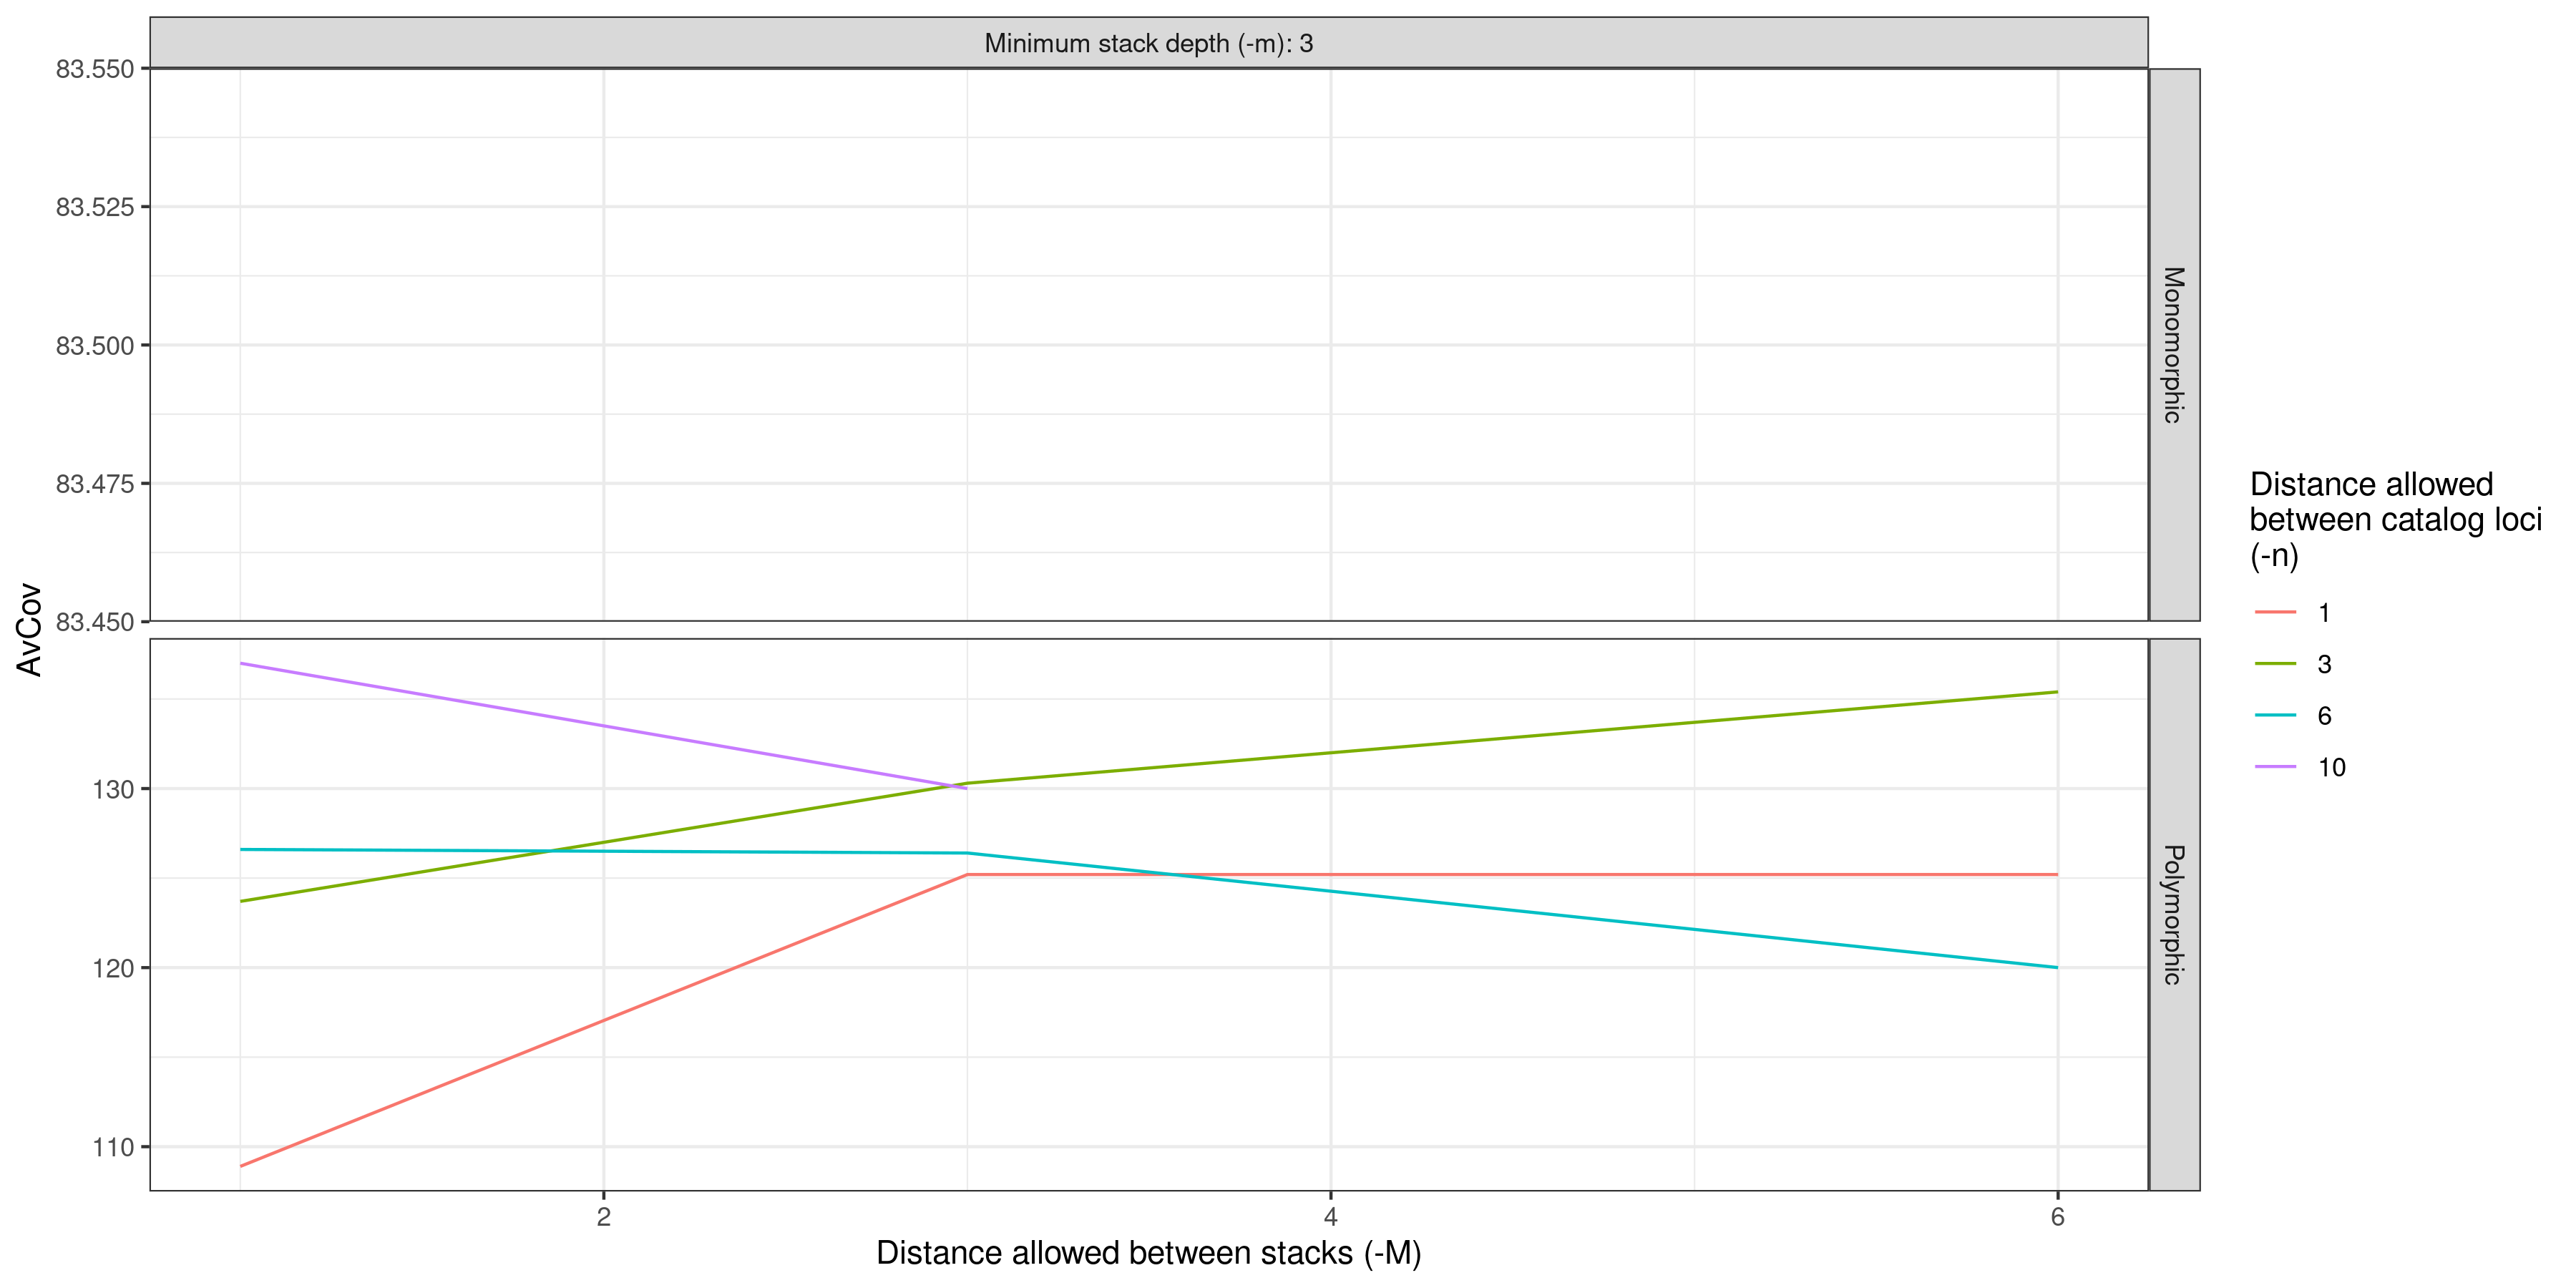 Minimum stack depth (-m): 3
83.550
83.525
83.500
83.475
83.450
Monomorphic
AvCov
130
120
110
Polymorphic
2
4
6
Distance allowed between stacks (-M)
Distance allowed
between catalog loci
(-n)
1
3
6
10